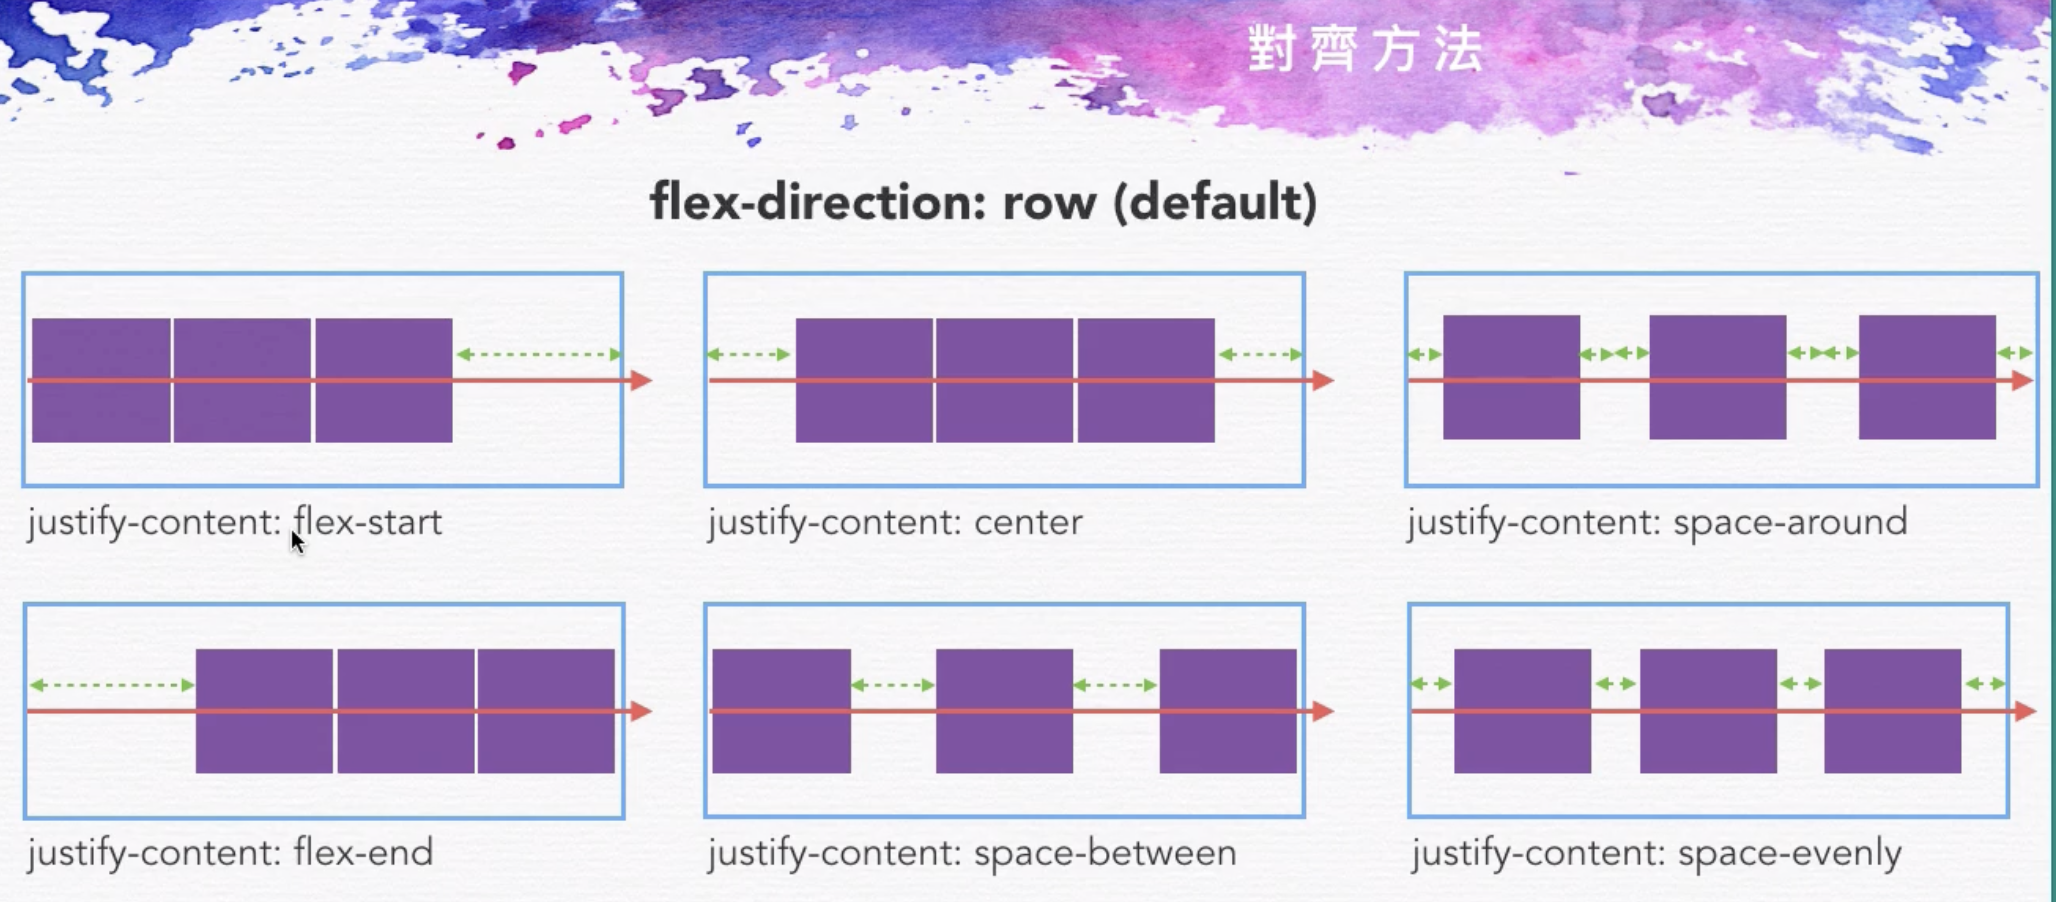 對齊方法
flex-direction: row (default)
justify-content: flex-start
justify-content: center
justify-content: space-around
justify-content: flex-end
justify-content: space-between
justify-content: space-evenly